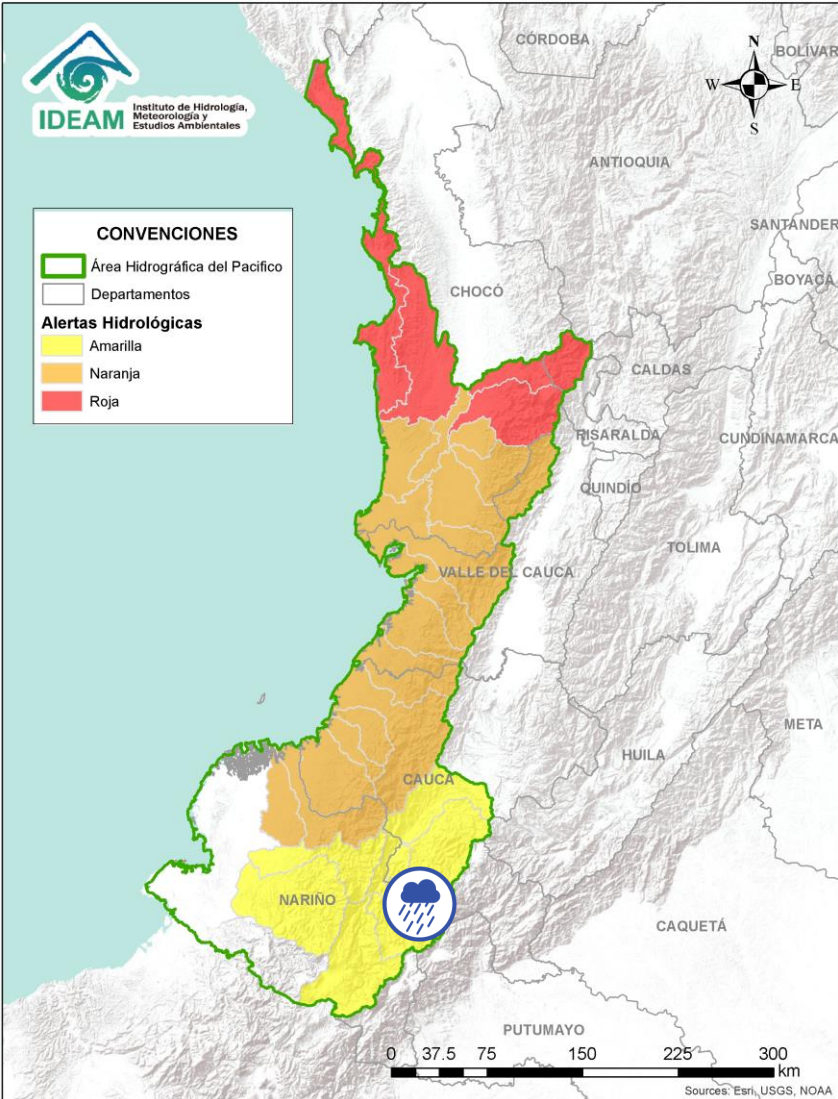 IDEAM
Instituto de Hidrología,
Meteorología y
Estudios Ambientales
N
W
E
S
CÓRDOBA
BOLÍVAR
ANTIOQUIA
SANTANDER
BOYACÁ
CHOCÓ
CALDAS
RISARALDA
CUNDINAMARCA
QUINDÍO
TOLIMA
VALLE DEL CAUCA
META
HUILA
CAUCA
NARIÑO
CAQUETÁ
PUTUMAYO
CONVENCIONES
Área Hidrográfica del Pacifico
Departamentos
Alertas Hidrológicas
Amarilla
Naranja
Roja
0 37.5 75 150 225 300
km
Sources: Esri, USGS, NOAA